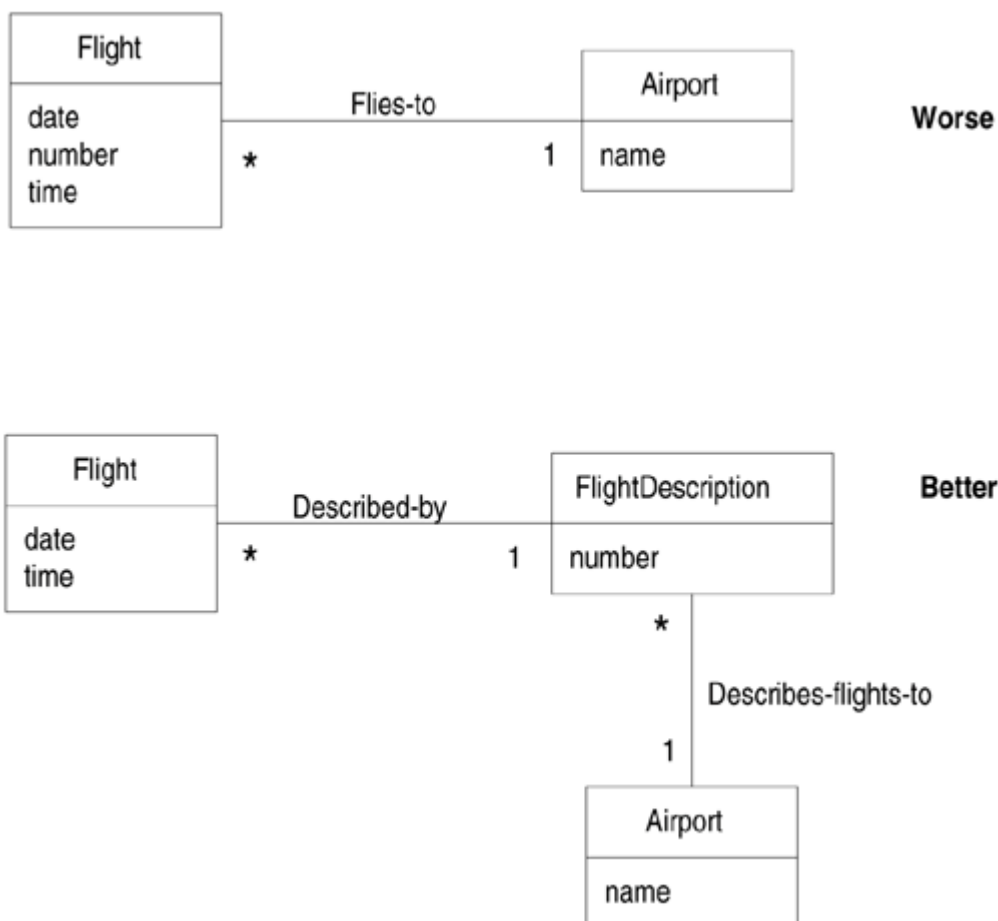 Flight
date
number
time
Flies-to
*
1
Airport
name
Worse
Flight
date
time
Described-by
*
1
FlightDescription
number
Better
*
Describes-flights-to
1
Airport
name